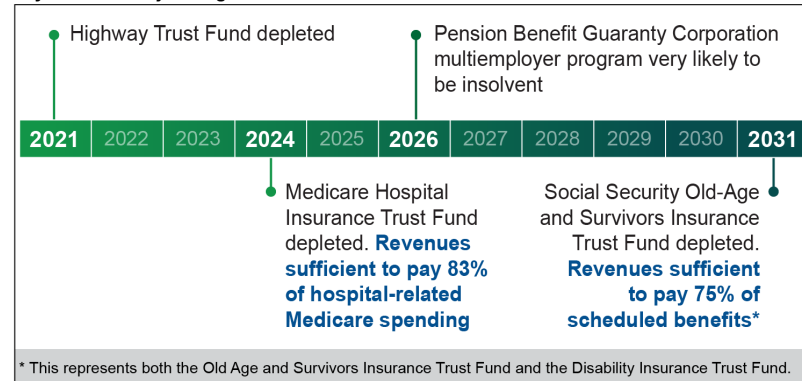 Highway Trust Fund depleted
Pension Benefit Guaranty Corporation
multiemployer program very likely to
be insolvent
2021 2022 2023 2024 2025 2026 2027 2028 2029 2030 2031
Medicare Hospital
Insurance Trust Fund
depleted. Revenues
sufficient to pay 83%
of hospital-related
Medicare spending
Social Security Old-Age
and Survivors Insurance
Trust Fund depleted.
Revenues sufficient
to pay 75% of
scheduled benefits*
* This represents both the Old Age and Survivors Insurance Trust Fund and the Disability Insurance Trust Fund.